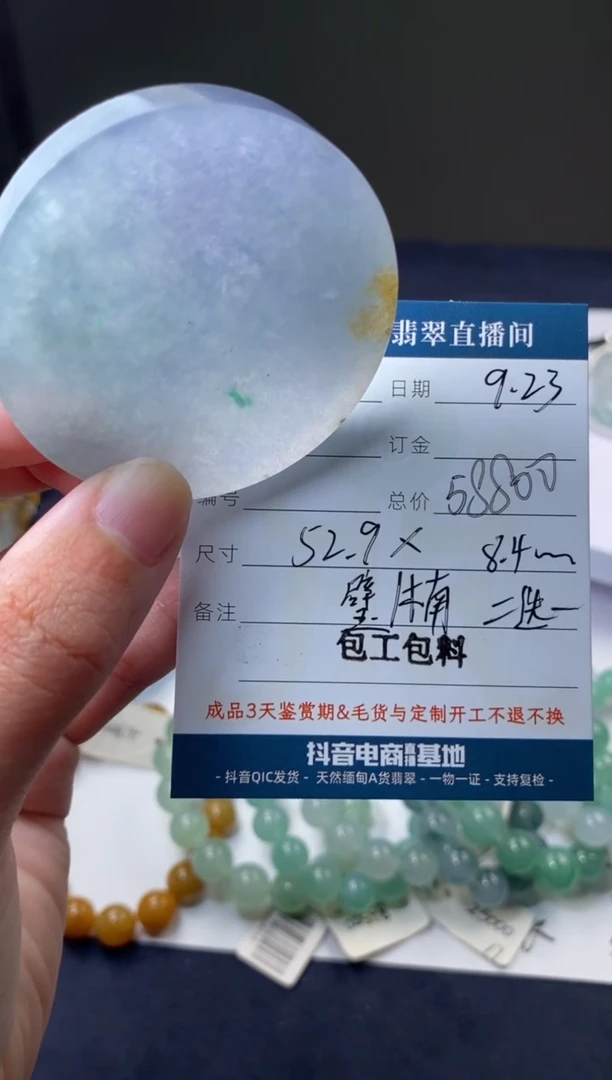 翡翠直播间
日期 9.23
订金
编号 总价 58800
尺寸 52.9 × 8.4mm
备注 璧 二选一
包工包料
成品3天鉴赏期&毛货与定制开工不退不换
抖音电商直播基地
- 抖音QIC发货 - 天然缅甸A货翡翠 - 一物一证 - 支持复检 -